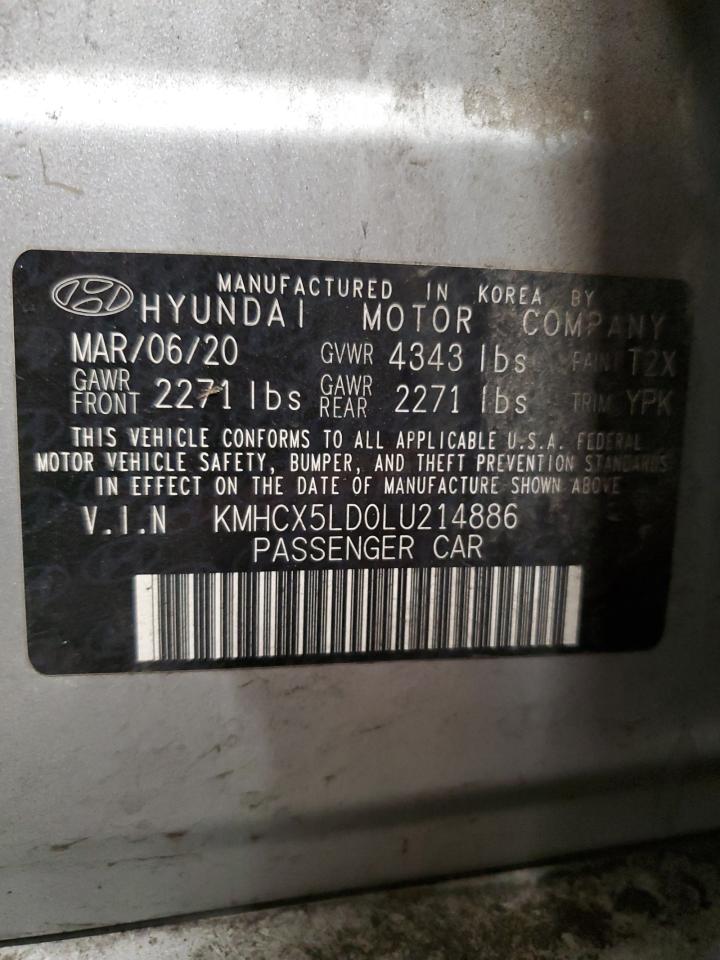 MANUFACTURED IN KOREA BY
HYUNDAI MOTOR COMPANY
MAR/06/20 GVWR 4343 lbs PAINT T2X
GAWR FRONT 2271 lbs GAWR REAR 2271 lbs TRIM YPK
THIS VEHICLE CONFORMS TO ALL APPLICABLE U.S.A. FEDERAL
MOTOR VEHICLE SAFETY, BUMPER, AND THEFT PREVENTION STANDARDS
IN EFFECT ON THE DATE OF MANUFACTURE SHOWN ABOVE
V.I.N KMHCX5LD0LU214886
PASSENGER CAR